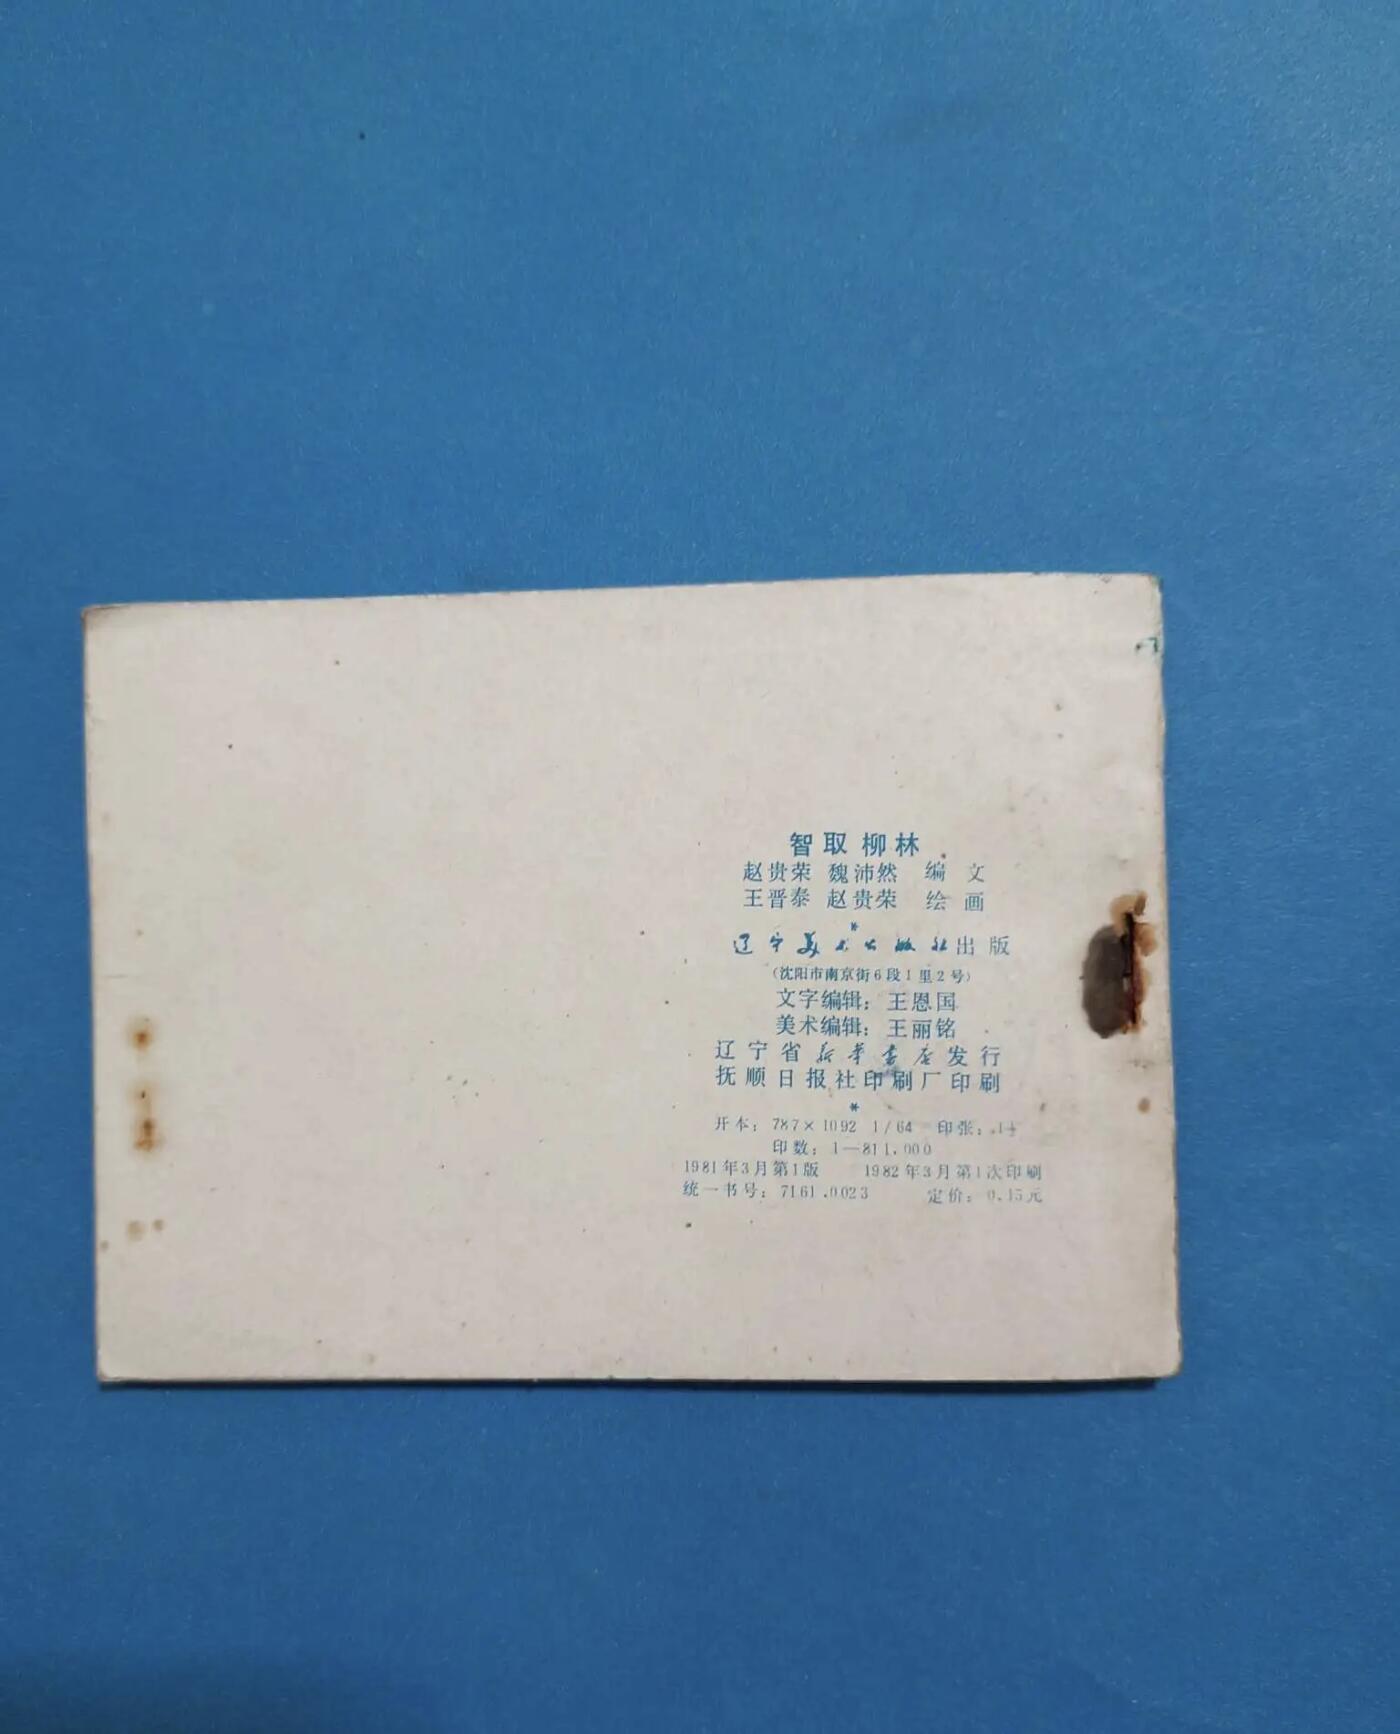 智取柳林
赵贵荣 魏沛然 编文
王晋泰 赵贵荣 绘画
*
辽宁美术出版社出版
(沈阳市南京街6段1里2号)
文字编辑：王恩国
美术编辑：王丽铭
辽宁省新华书店发行
抚顺日报社印刷厂印刷
*
开本：787×1092 1/64 印张：
印数：1—811,000
1981年3月第1版 1982年3月第1次印刷
统一书号：7161.0023 定价：0.15元